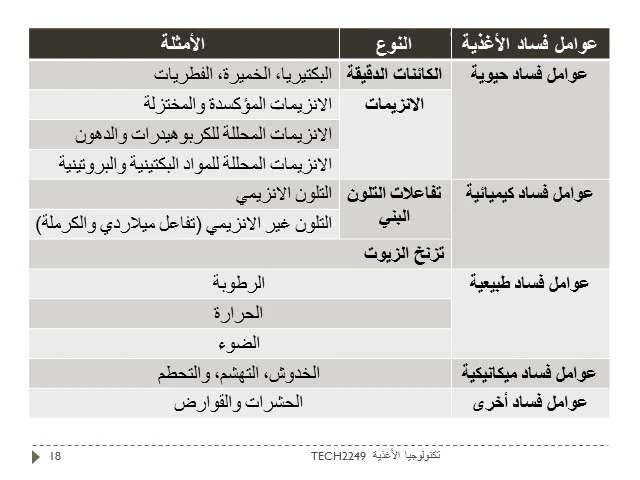 عوامل فساد الأغذية النوع الأمثلة
عوامل فساد حيوية الكائنات الدقيقة البكتيريا، الخميرة، الفطريات
الانزيمات الانزيمات المؤكسدة والمختزلة
الانزيمات المحللة للكربوهيدرات والدهون
الانزيمات المحللة للمواد البكتينية والبروتينية
عوامل فساد كيميائية تفاعلات التلون البني التلون الانزيمي
التلون غير الانزيمي (تفاعل ميلاردي والكرملة)
تزنخ الزيوت
عوامل فساد طبيعية الرطوبة
الحرارة
الضوء
عوامل فساد ميكانيكية الخدوش، التهشم، والتحطم
عوامل فساد أخرى الحشرات والقوارض
تكنولوجيا الأغذية TECH2249
18